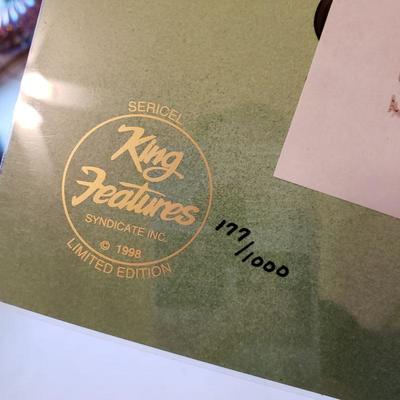 SERICEL
King
Features
SYNDICATE INC.
© 1998
LIMITED EDITION
177/1000